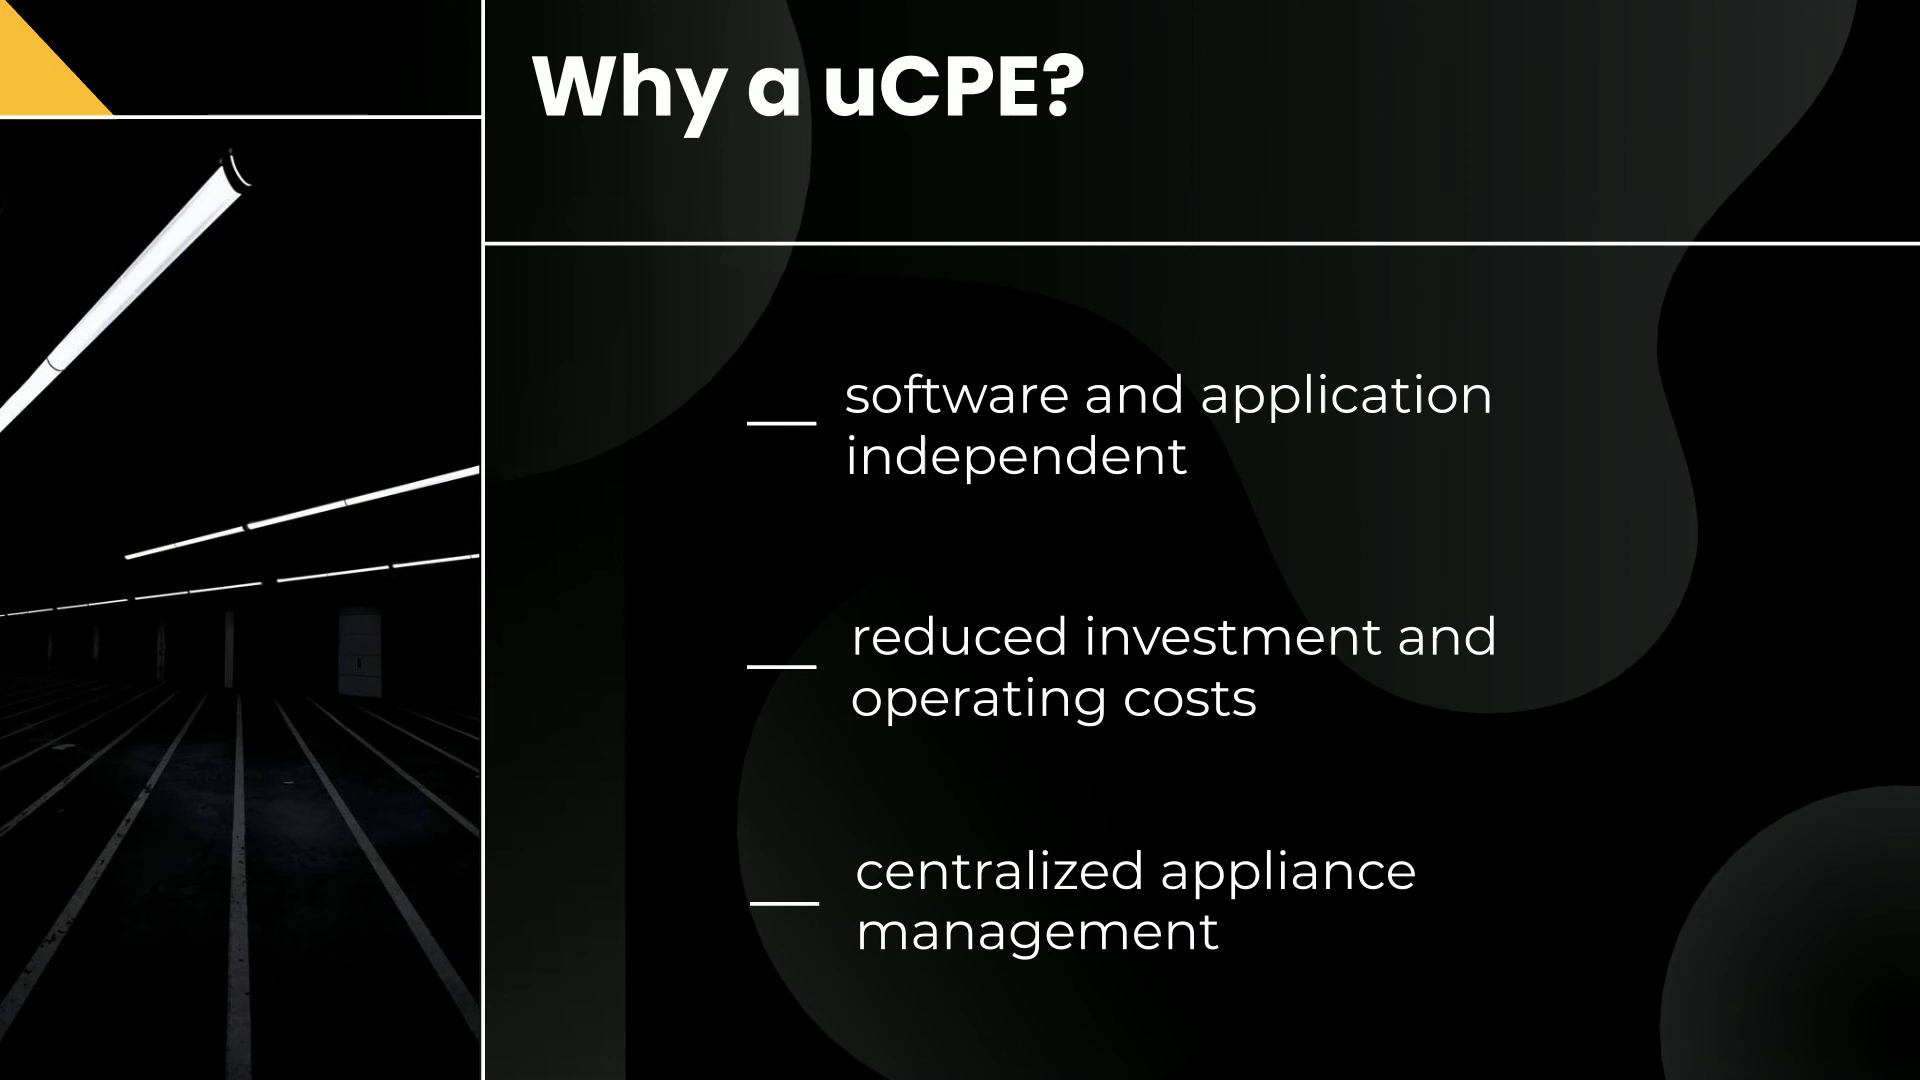 Why a uCPE?
software and application
independent
reduced investment and
operating costs
centralized appliance
management